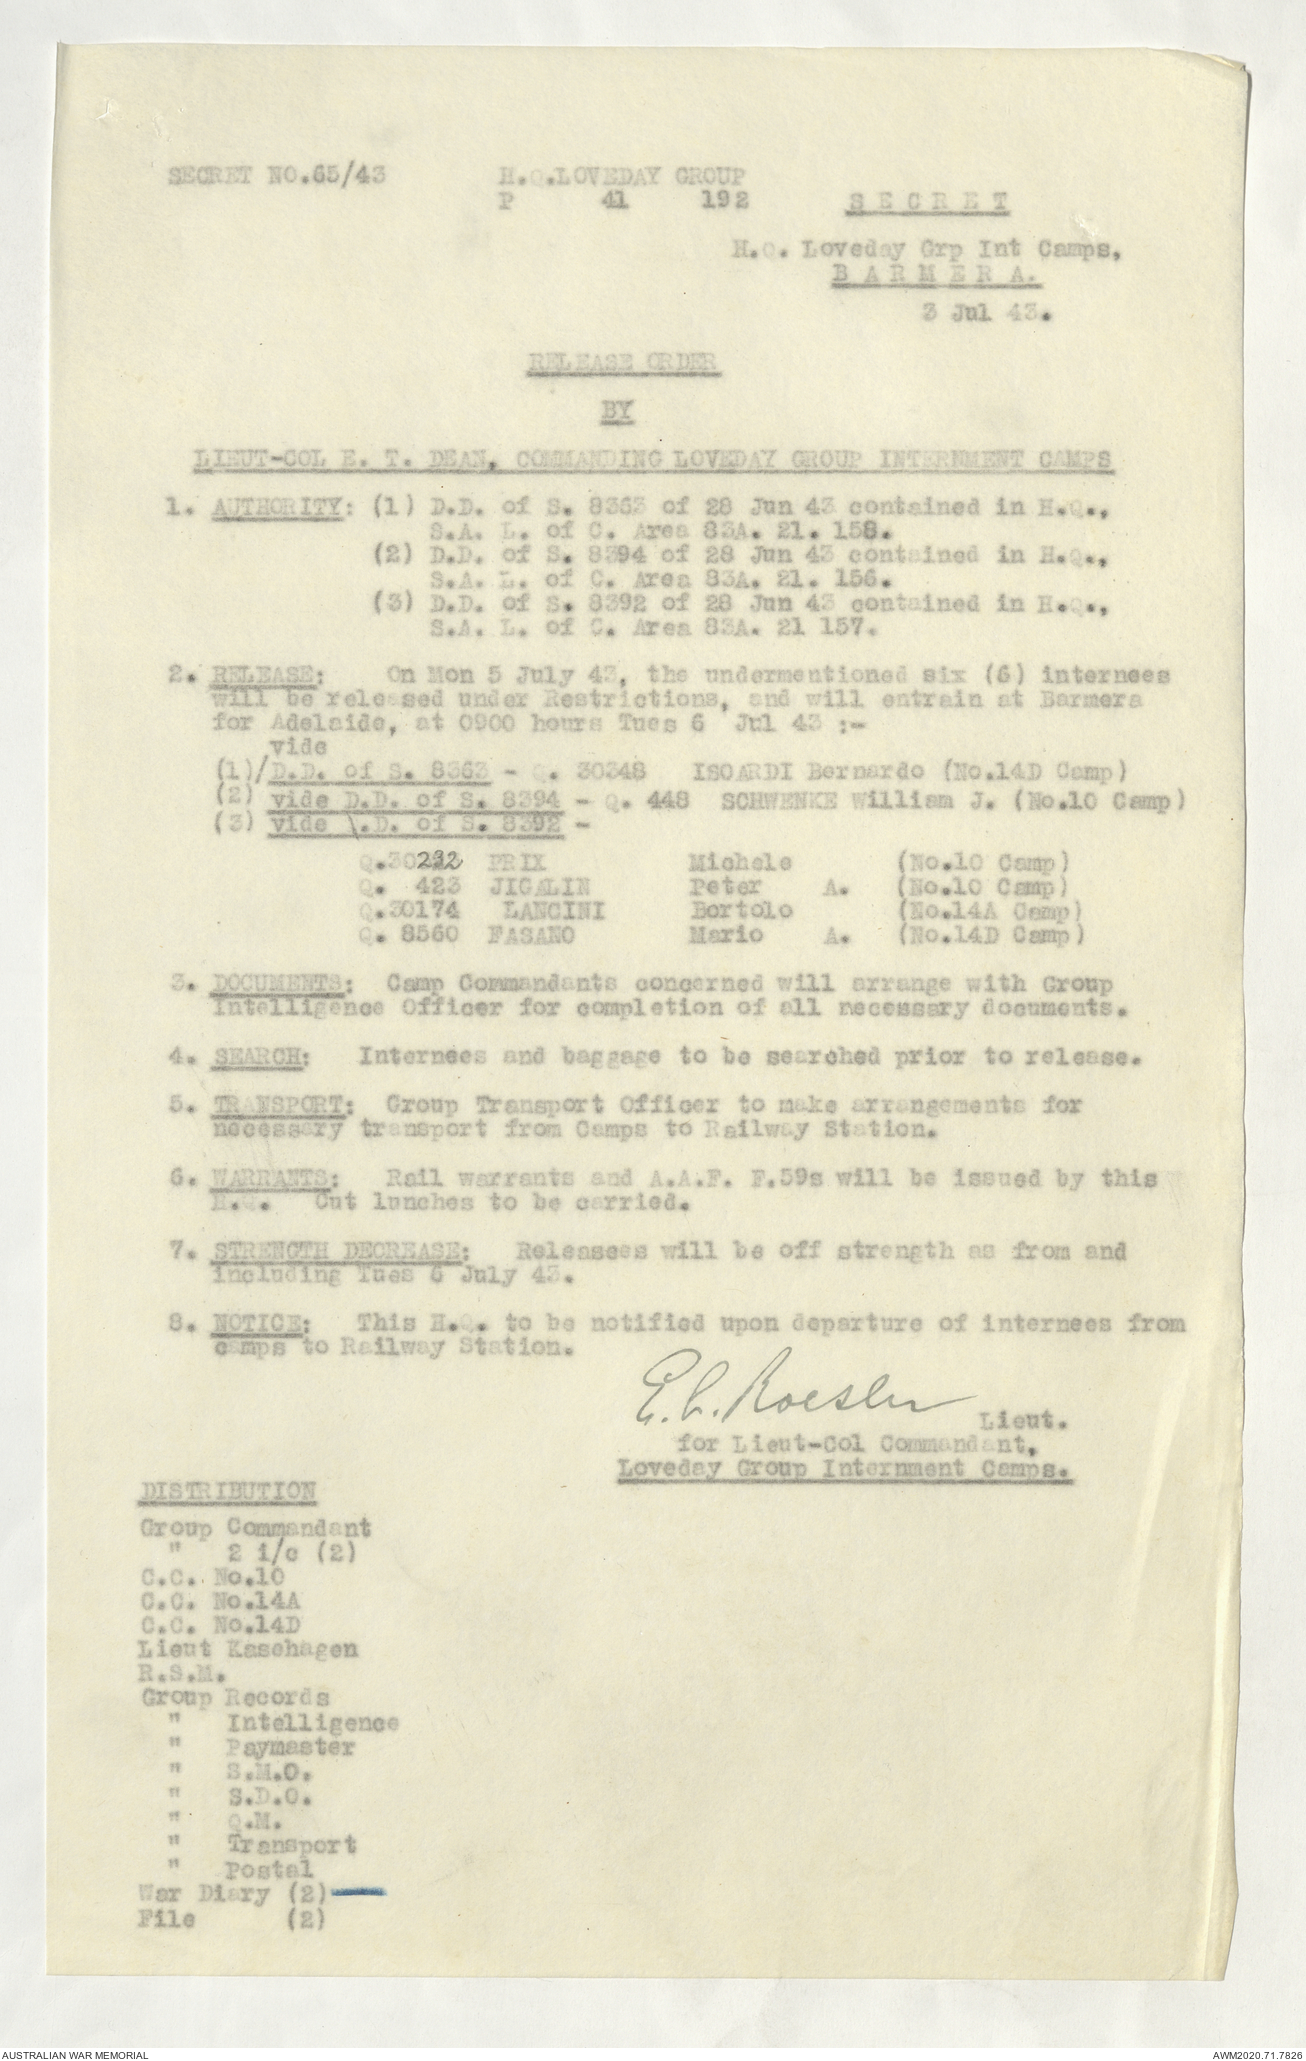 SECRET NO.65/43 H.Q.LOVEDAY GROUP
P 41 192 S E C R E T
H.Q. Loveday Grp Int Camps,
B A R M E R A.
3 Jul 43.
RELEASE ORDER
BY
LIEUT-COL E. T. DEAN, COMMANDING LOVEDAY GROUP INTERNMENT CAMPS
1. AUTHORITY: (1) D.D. of S. 8363 of 28 Jun 43 contained in H.Q.,
S.A. L. of C. Area 83A. 21. 158.
(2) D.D. of S. 8394 of 28 Jun 43 contained in H.Q.,
S.A. L. of C. Area 83A. 21. 156.
(3) D.D. of S. 8392 of 28 Jun 43 contained in H.Q.,
S.A. L. of C. Area 83A. 21 157.
2. RELEASE: On Mon 5 July 43, the undermentioned six (6) internees
will be released under Restrictions, and will entrain at Barmera
for Adelaide, at 0900 hours Tues 6 Jul 43 :-
vide
(1)/D.D. of S. 8363 - Q. 30348 ISOARDI Bernardo (No.14D Camp)
(2) vide D.D. of S. 8394 - Q. 448 SCHWENKE William J. (No.10 Camp)
(3) vide \.D. of S. 8392 -
PRIX Michele (No.10 Camp)
Q. 423 JIGALIN Peter A. (No.10 Camp)
Q.30174 LANCINI Bortolo (No.14A Camp)
Q. 8560 FASANO Mario A. (No.14D Camp)
3. DOCUMENTS: Camp Commandants concerned will arrange with Group
Intelligence Officer for completion of all necessary documents.
4. SEARCH: Internees and baggage to be searched prior to release.
5. TRANSPORT: Group Transport Officer to make arrangements for
necessary transport from Camps to Railway Station.
6. WARRANTS: Rail warrants and A.A.F. F.59s will be issued by this
H.Q. Cut lunches to be carried.
7. STRENGTH DECREASE: Releasees will be off strength as from and
including Tues 6 July 43.
8. NOTICE: This H.Q. to be notified upon departure of internees from
camps to Railway Station.
E.C. Roesler Lieut.
for Lieut-Col Commandant,
Loveday Group Internment Camps.
DISTRIBUTION
Group Commandant
" 2 i/c (2)
C.C. No.10
C.C. No.14A
C.C. No.14D
Lieut Kasehagen
R.S.M.
Group Records
" Intelligence
" Paymaster
" S.M.O.
" S.D.O.
" Q.M.
" Transport
" Postal
War Diary (2)
File (2)
AUSTRALIAN WAR MEMORIAL AWM2020.71.7826